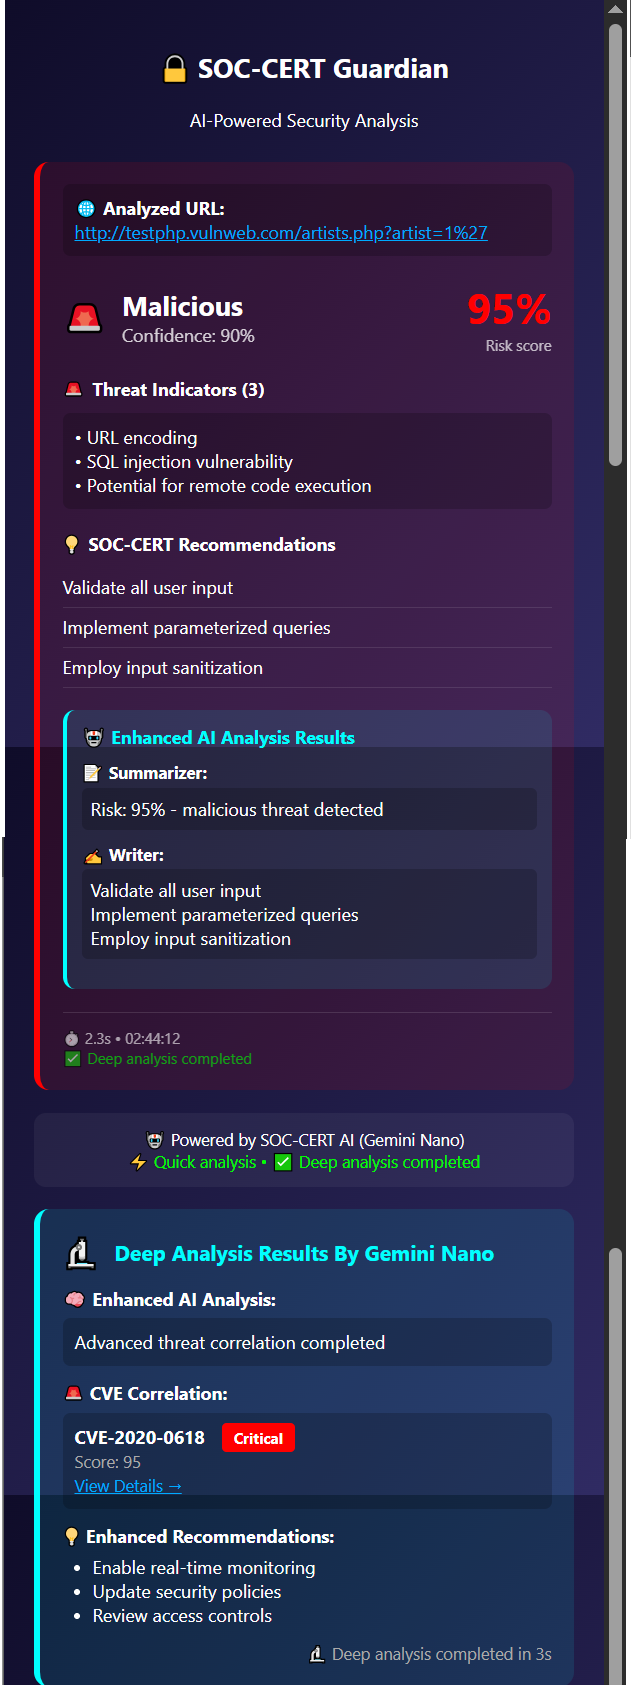 SOC-CERT Guardian
AI-Powered Security Analysis
Analyzed URL:
http://testphp.vulnweb.com/artists.php?artist=1%27
Malicious
Confidence: 90%
95%
Risk score
Threat Indicators (3)
• URL encoding
• SQL injection vulnerability
• Potential for remote code execution
SOC-CERT Recommendations
Validate all user input
Implement parameterized queries
Employ input sanitization
Enhanced AI Analysis Results
Summarizer:
Risk: 95% - malicious threat detected
Writer:
Validate all user input
Implement parameterized queries
Employ input sanitization
2.3s • 02:44:12
Deep analysis completed
Powered by SOC-CERT AI (Gemini Nano)
Quick analysis • ✅ Deep analysis completed
Deep Analysis Results By Gemini Nano
Enhanced AI Analysis:
Advanced threat correlation completed
CVE Correlation:
CVE-2020-0618 Critical
Score: 95
View Details →
Enhanced Recommendations:
• Enable real-time monitoring
• Update security policies
• Review access controls
Deep analysis completed in 3s